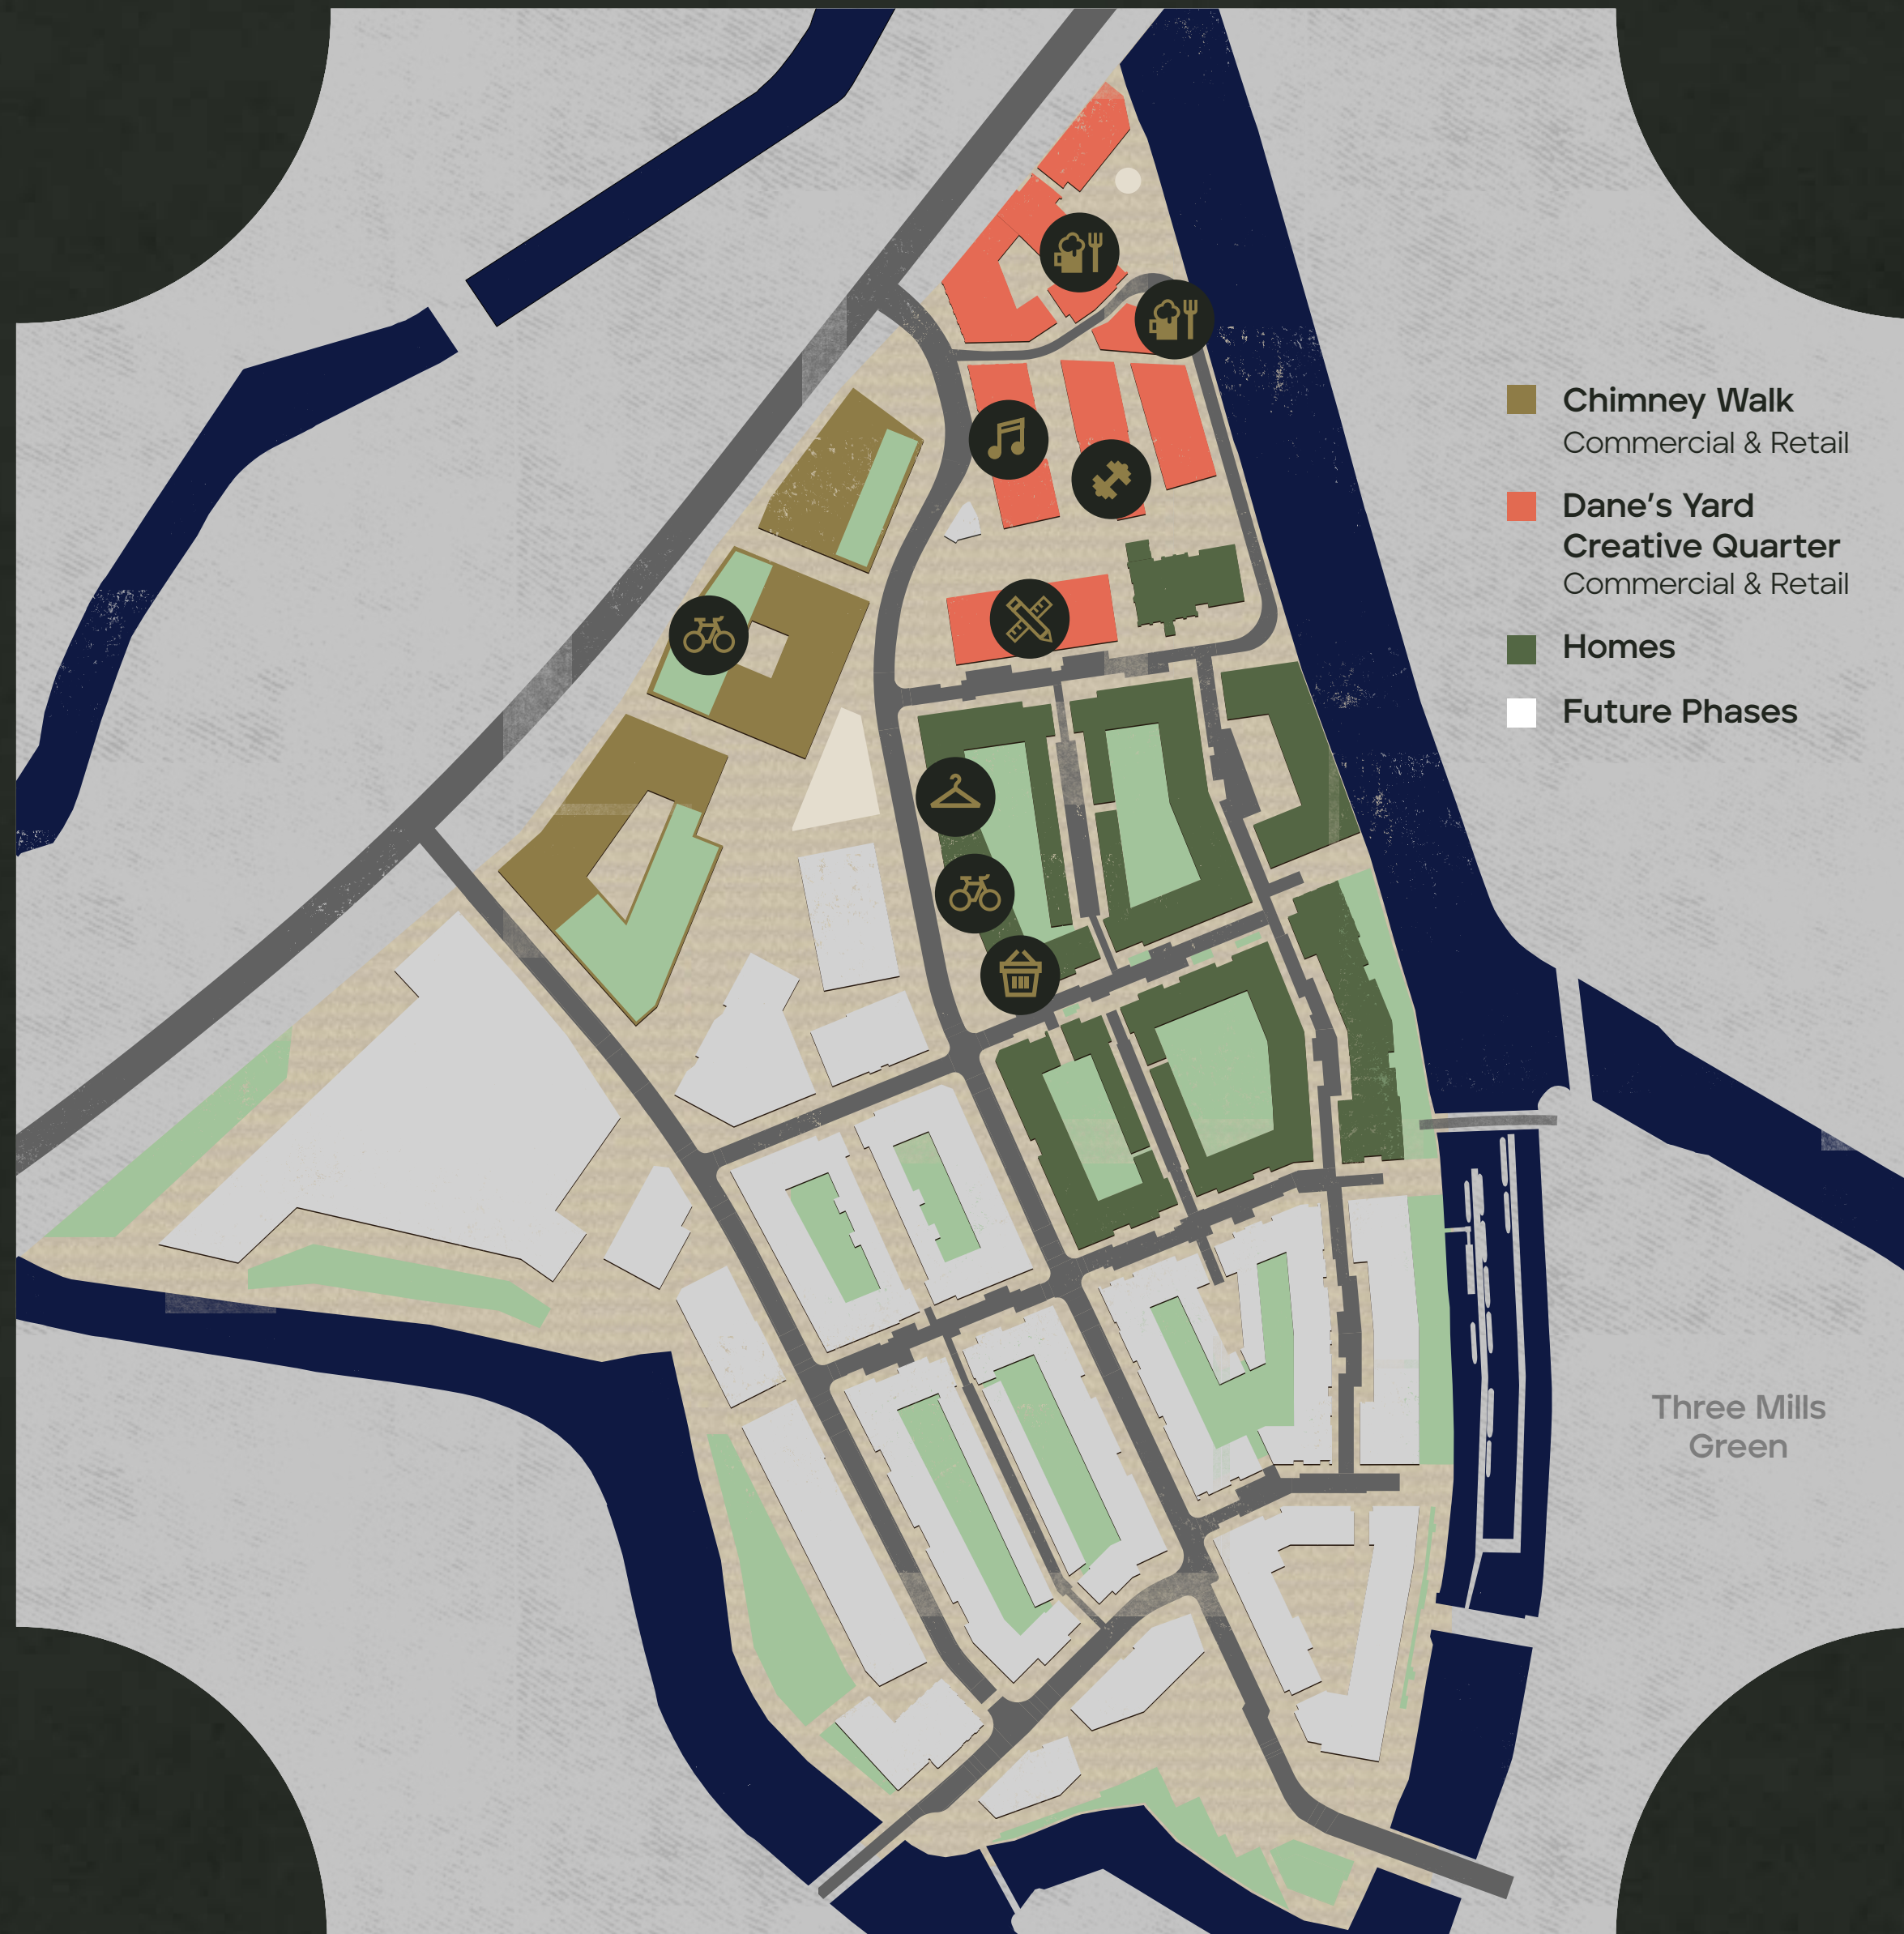 Chimney Walk
Commercial & Retail
Dane's Yard
Creative Quarter
Commercial & Retail
Homes
Future Phases
Three Mills
Green